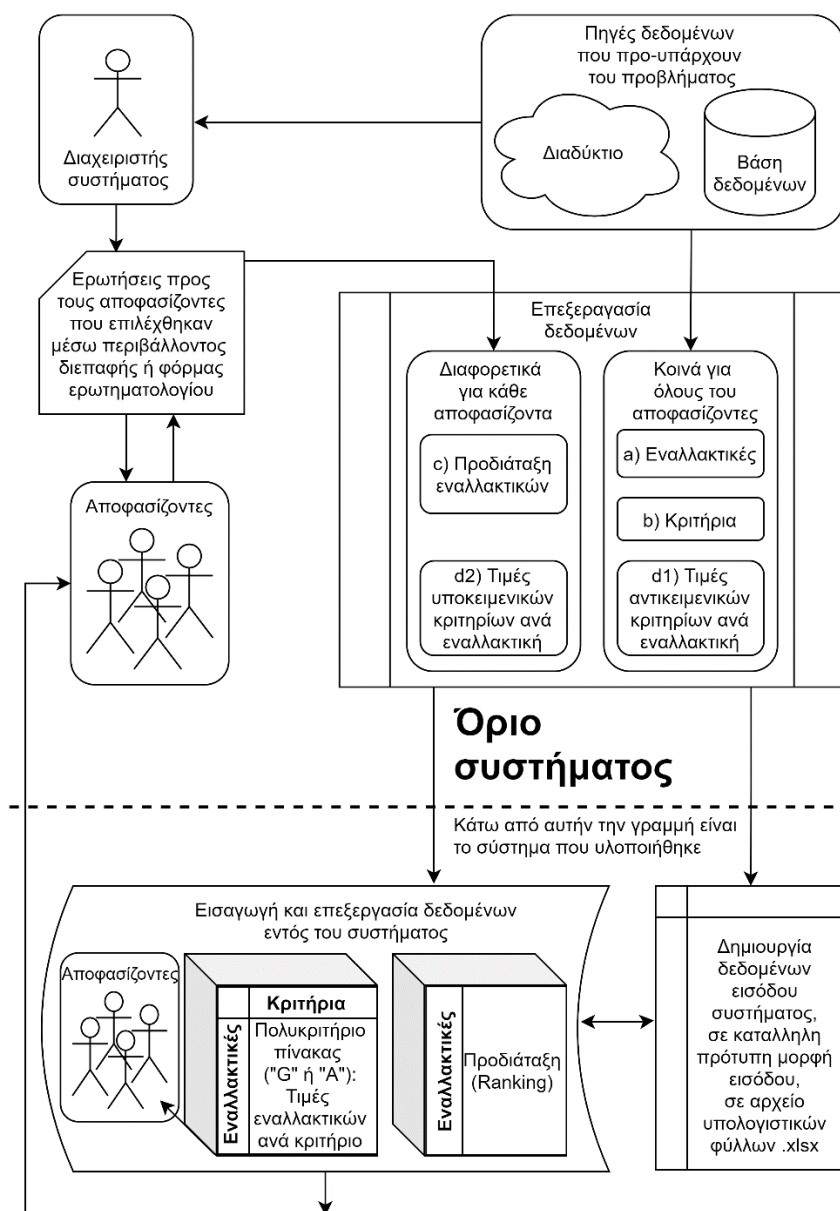 Πηγές δεδομένων
που προ-υπάρχουν
του προβλήματος
Διαδύκτιο
Βάση
δεδομένων
Διαχειριστής
συστήματος
Ερωτήσεις προς
τους αποφασίζοντες
που επιλέχθηκαν
μέσω περιβάλλοντος
διεπαφής ή φόρμας
ερωτηματολογίου
Αποφασίζοντες
Επεξεραγασία
δεδομένων
Διαφορετικά
για κάθε
αποφασίζοντα
c) Προδιάταξη
εναλλακτικών
d2) Τιμές
υποκειμενικών
κριτηρίων ανά
εναλλακτική
Κοινά για
όλους του
αποφασίζοντες
a) Εναλλακτικές
b) Κριτήρια
d1) Τιμές
αντικειμενικών
κριτηρίων ανά
εναλλακτική
Όριο
συστήματος
Κάτω από αυτήν την γραμμή είναι
το σύστημα που υλοποιήθηκε
Εισαγωγή και επεξεργασία δεδομένων
εντός του συστήματος
Αποφασίζοντες
Κριτήρια
Εναλλακτικές
Πολυκριτήριο
πίνακας
("G" ή "A"):
Τιμές
εναλλακτικών
ανά κριτήριο
Εναλλακτικές
Προδιάταξη
(Ranking)
Δημιουργία
δεδομένων
εισόδου
συστήματος,
σε καταλληλη
πρότυπη μορφή
εισόδου,
σε αρχείο
υπολογιστικών
φύλλων .xlsx